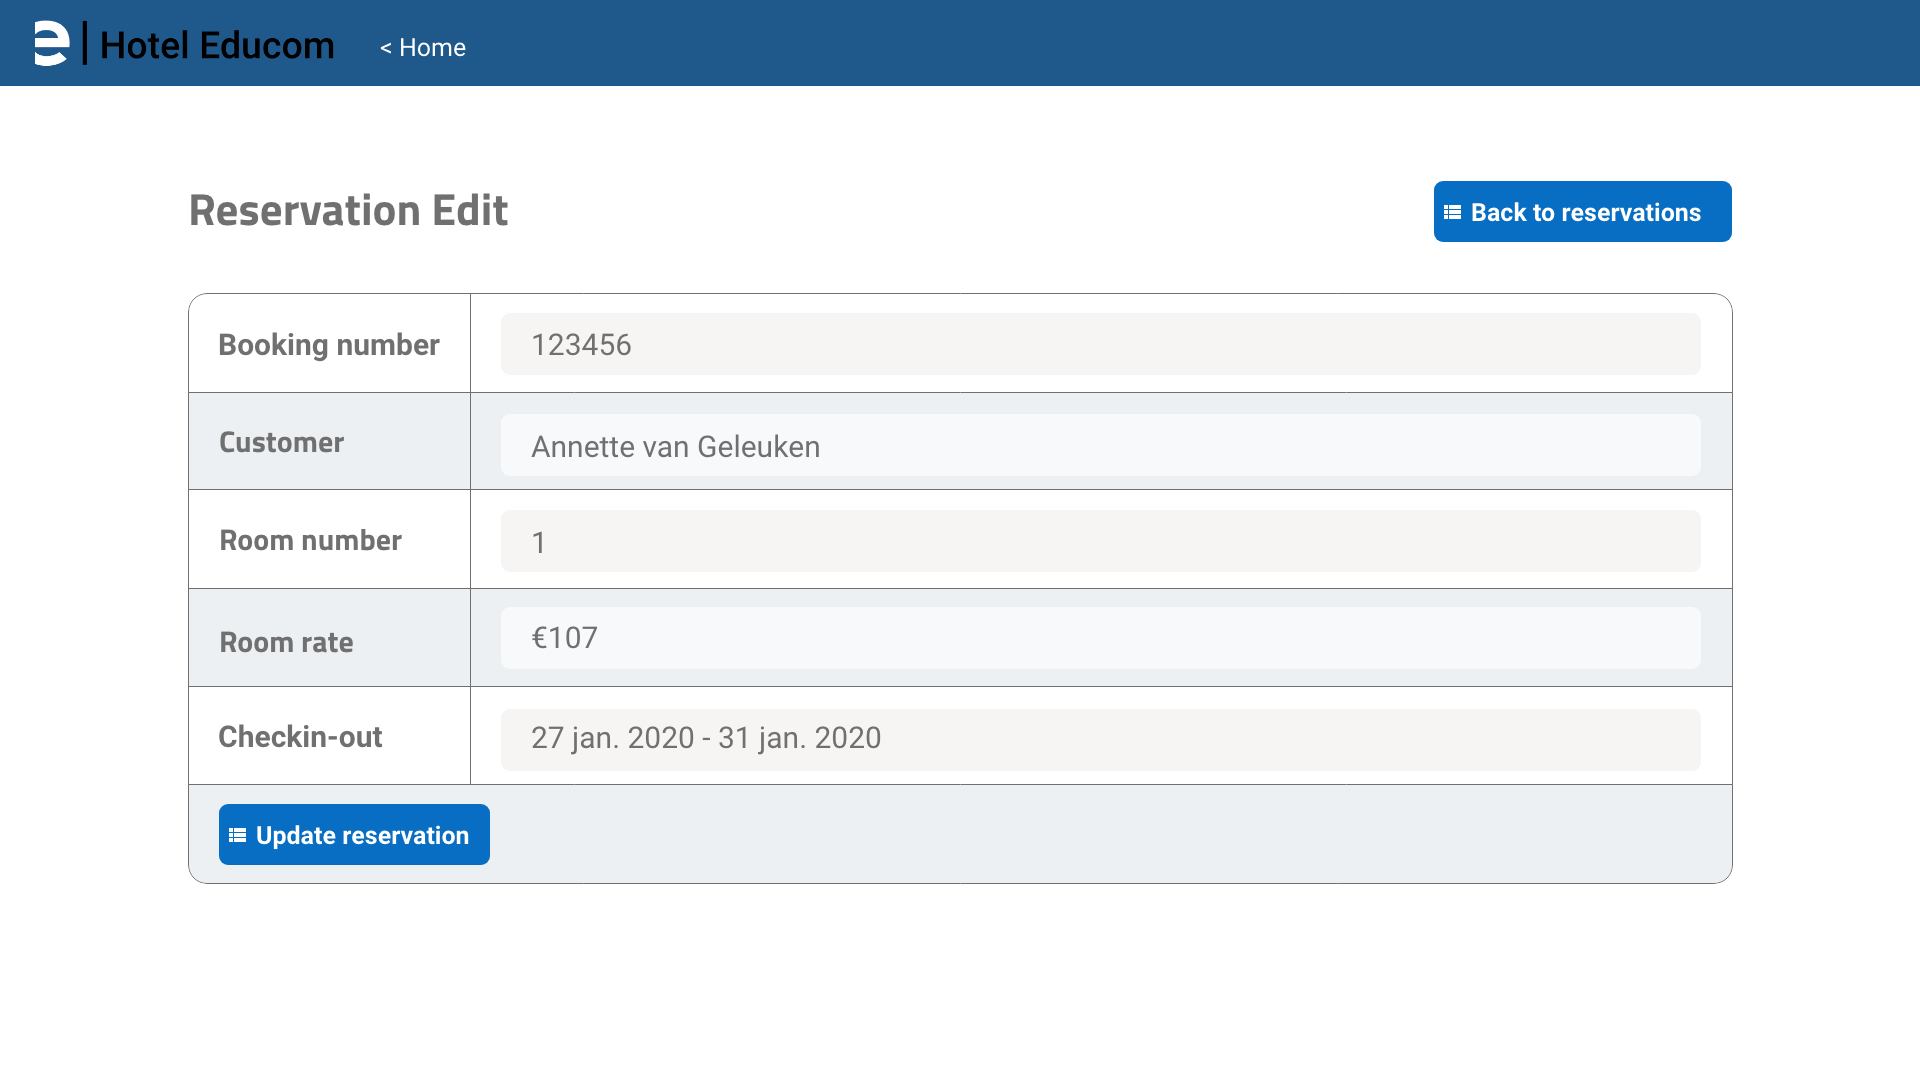 e | Hotel Educom < Home
Reservation Edit
Back to reservations
Booking number 123456
Customer Annette van Geleuken
Room number 1
Room rate €107
Checkin-out 27 jan. 2020 - 31 jan. 2020
Update reservation